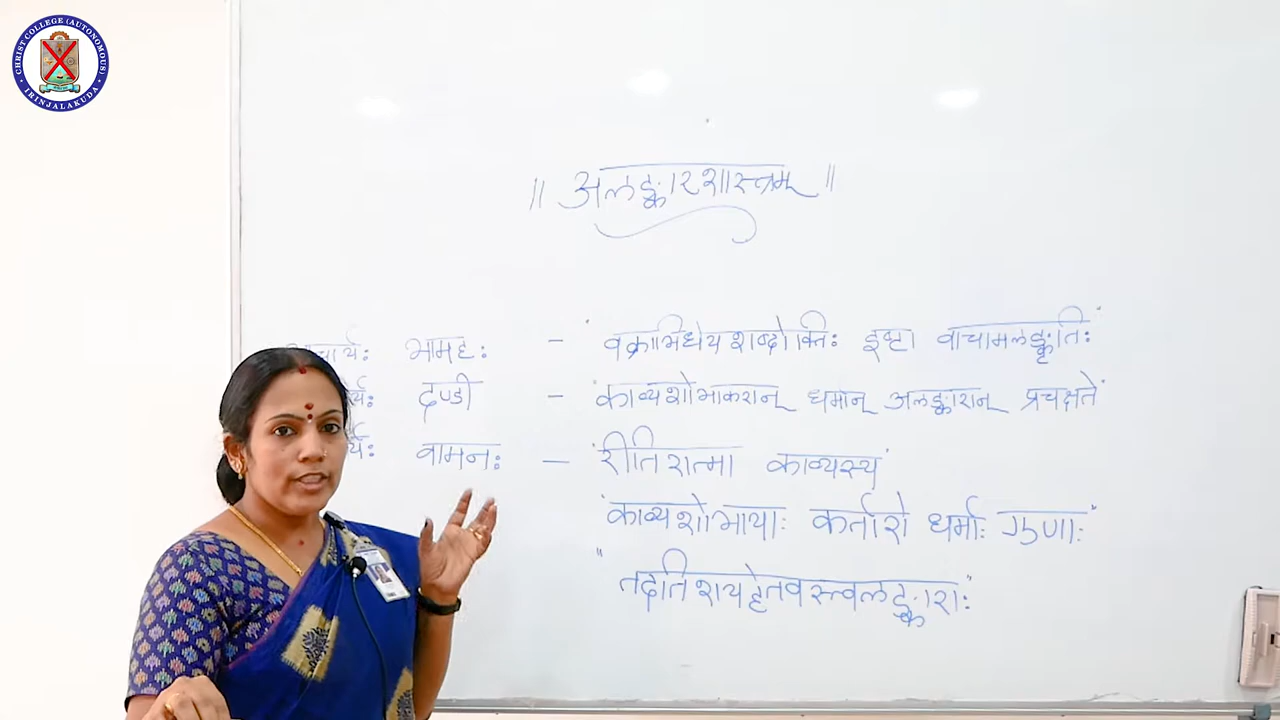 CHRIST COLLEGE (AUTONOMOUS)
IRINJALAKUDA
॥ अलङ्कारशास्त्रम् ॥
भामहः - " वक्राभिधेयशब्दोक्तिः इष्टा वाचामलङ्कृतिः "
दण्डी - " काव्यशोभाकरान् धर्मान् अलङ्कारान् प्रचक्षते "
वामनः - " रीतिरात्मा काव्यस्य "
" काव्यशोभायाः कर्तारो धर्माः गुणाः "
" तदतिशयहेतवस्त्वलङ्काराः "